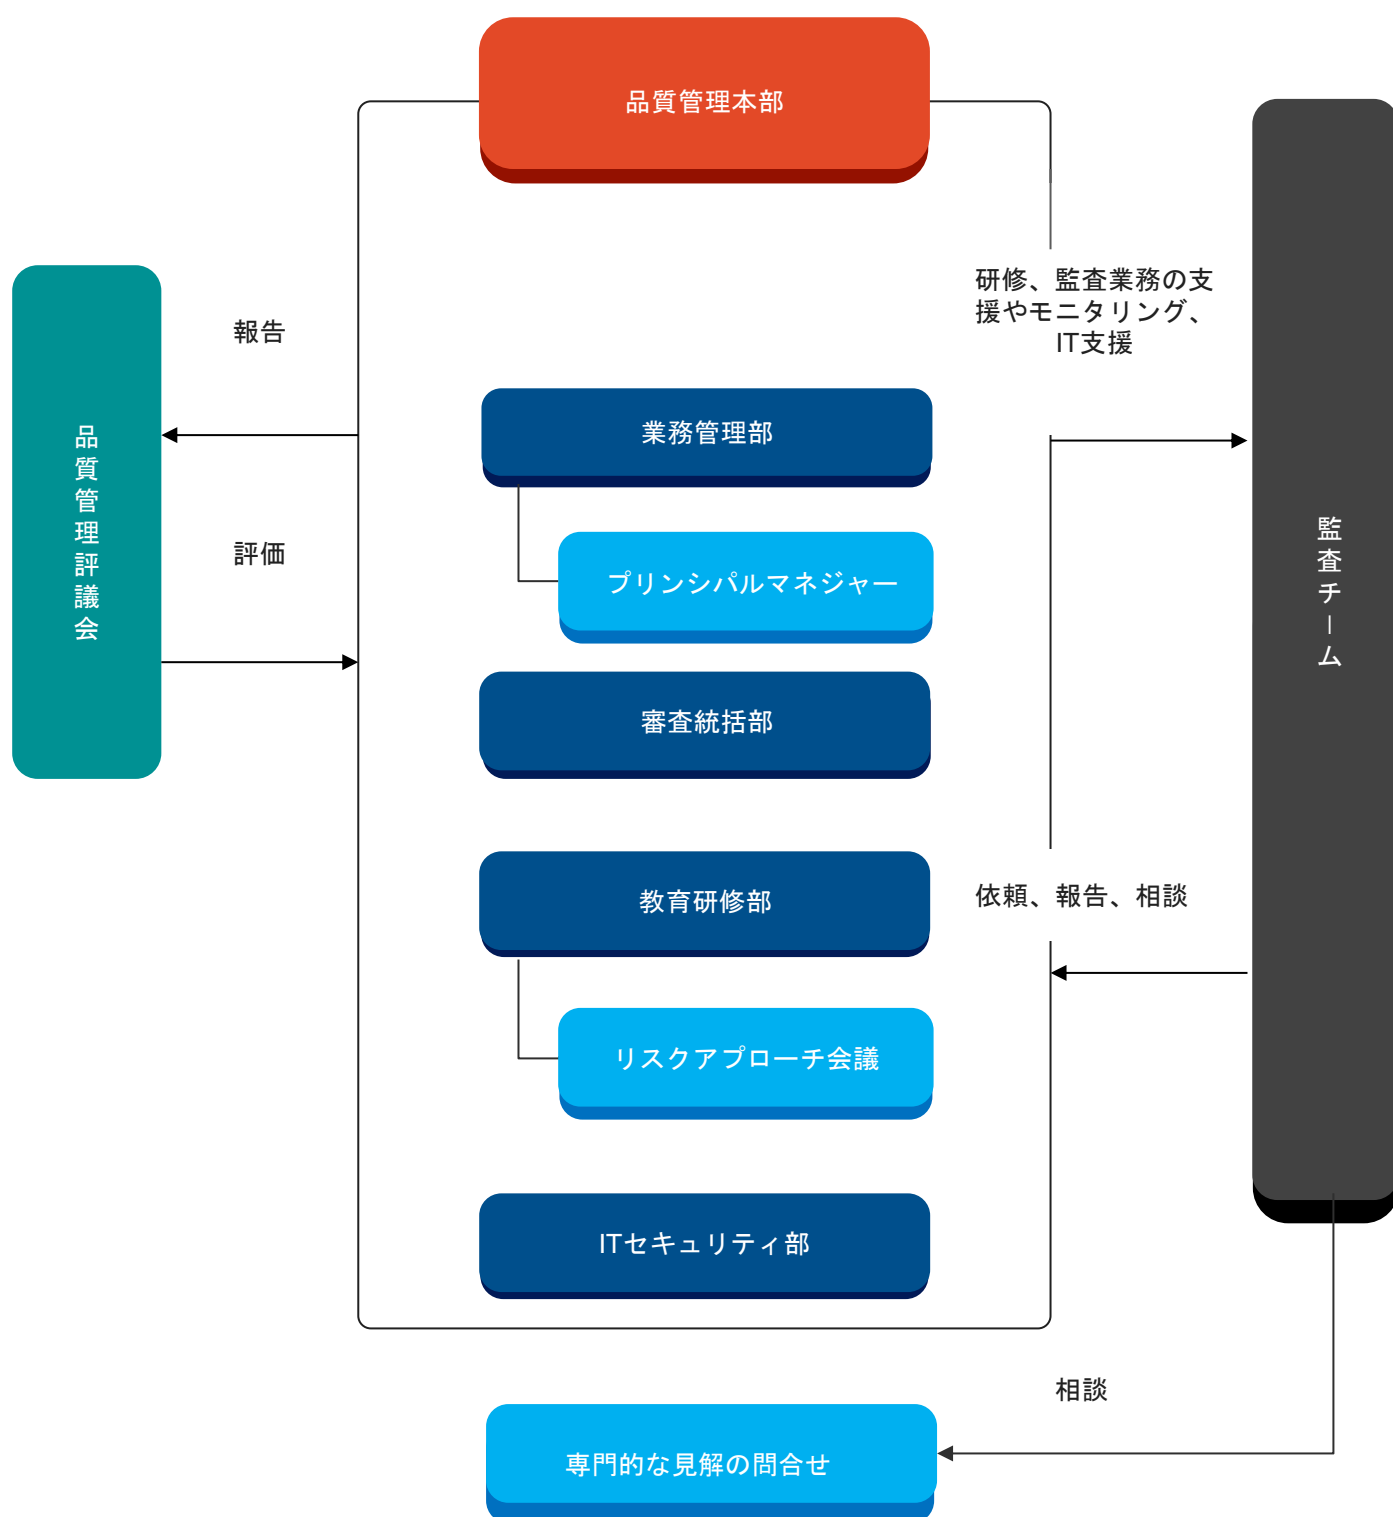 品質管理本部
研修、監査業務の支
援やモニタリング、
IT支援
報告
業務管理部
品質管理評議会
監査チーム
評価
プリンシパルマネジャー
審査統括部
教育研修部
依頼、報告、相談
リスクアプローチ会議
ITセキュリティ部
相談
専門的な見解の問合せ